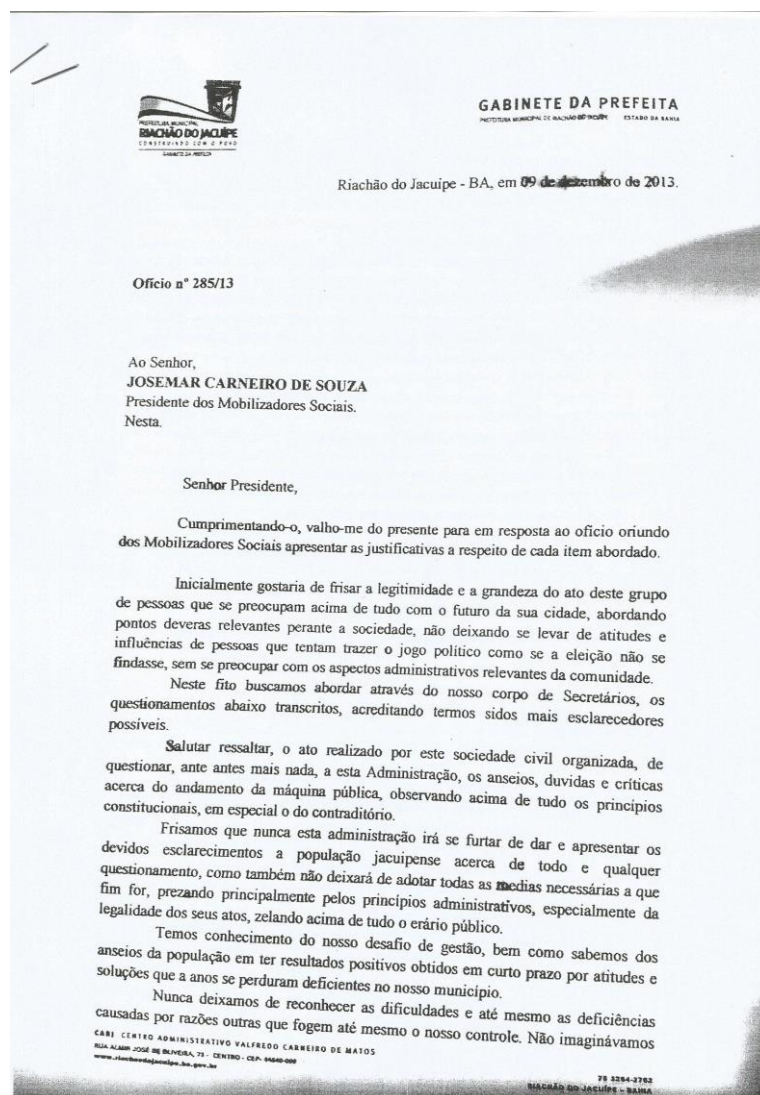 PREFEITURA MUNICIPAL
RIACHÃO DO JACUÍPE
CONSTRUINDO COM O POVO
GABINETE DA PREFEITA
GABINETE DA PREFEITA
PREFEITURA MUNICIPAL DE RIACHÃO DO JACUÍPE ESTADO DA BAHIA
Riachão do Jacuipe - BA, em 09 de dezembro de 2013.
Ofício nº 285/13
Ao Senhor,
JOSEMAR CARNEIRO DE SOUZA
Presidente dos Mobilizadores Sociais.
Nesta.
Senhor Presidente,
Cumprimentando-o, valho-me do presente para em resposta ao ofício oriundo
dos Mobilizadores Sociais apresentar as justificativas a respeito de cada item abordado.
Inicialmente gostaria de frisar a legitimidade e a grandeza do ato deste grupo
de pessoas que se preocupam acima de tudo com o futuro da sua cidade, abordando
pontos deveras relevantes perante a sociedade, não deixando se levar de atitudes e
influências de pessoas que tentam trazer o jogo político como se a eleição não se
findasse, sem se preocupar com os aspectos administrativos relevantes da comunidade.
Neste fito buscamos abordar através do nosso corpo de Secretários, os
questionamentos abaixo transcritos, acreditando termos sidos mais esclarecedores
possíveis.
Salutar ressaltar, o ato realizado por este sociedade civil organizada, de
questionar, ante antes mais nada, a esta Administração, os anseios, duvidas e críticas
acerca do andamento da máquina pública, observando acima de tudo os princípios
constitucionais, em especial o do contraditório.
Frisamos que nunca esta administração irá se furtar de dar e apresentar os
devidos esclarecimentos a população jacuipense acerca de todo e qualquer
questionamento, como também não deixará de adotar todas as medias necessárias a que
fim for, prezando principalmente pelos princípios administrativos, especialmente da
legalidade dos seus atos, zelando acima de tudo o erário público.
Temos conhecimento do nosso desafio de gestão, bem como sabemos dos
anseios da população em ter resultados positivos obtidos em curto prazo por atitudes e
soluções que a anos se perduram deficientes no nosso município.
Nunca deixamos de reconhecer as dificuldades e até mesmo as deficiências
causadas por razões outras que fogem até mesmo o nosso controle. Não imaginávamos
CABJ CENTRO ADMINISTRATIVO VALFREDO CARNEIRO DE MATOS
RUA ALMIR JOSÉ DE OLIVEIRA, 75 - CENTRO - CEP-
www.riachaodojacuipe.ba.gov.br
75 3264-2762
RIACHÃO DO JACUÍPE - BAHIA